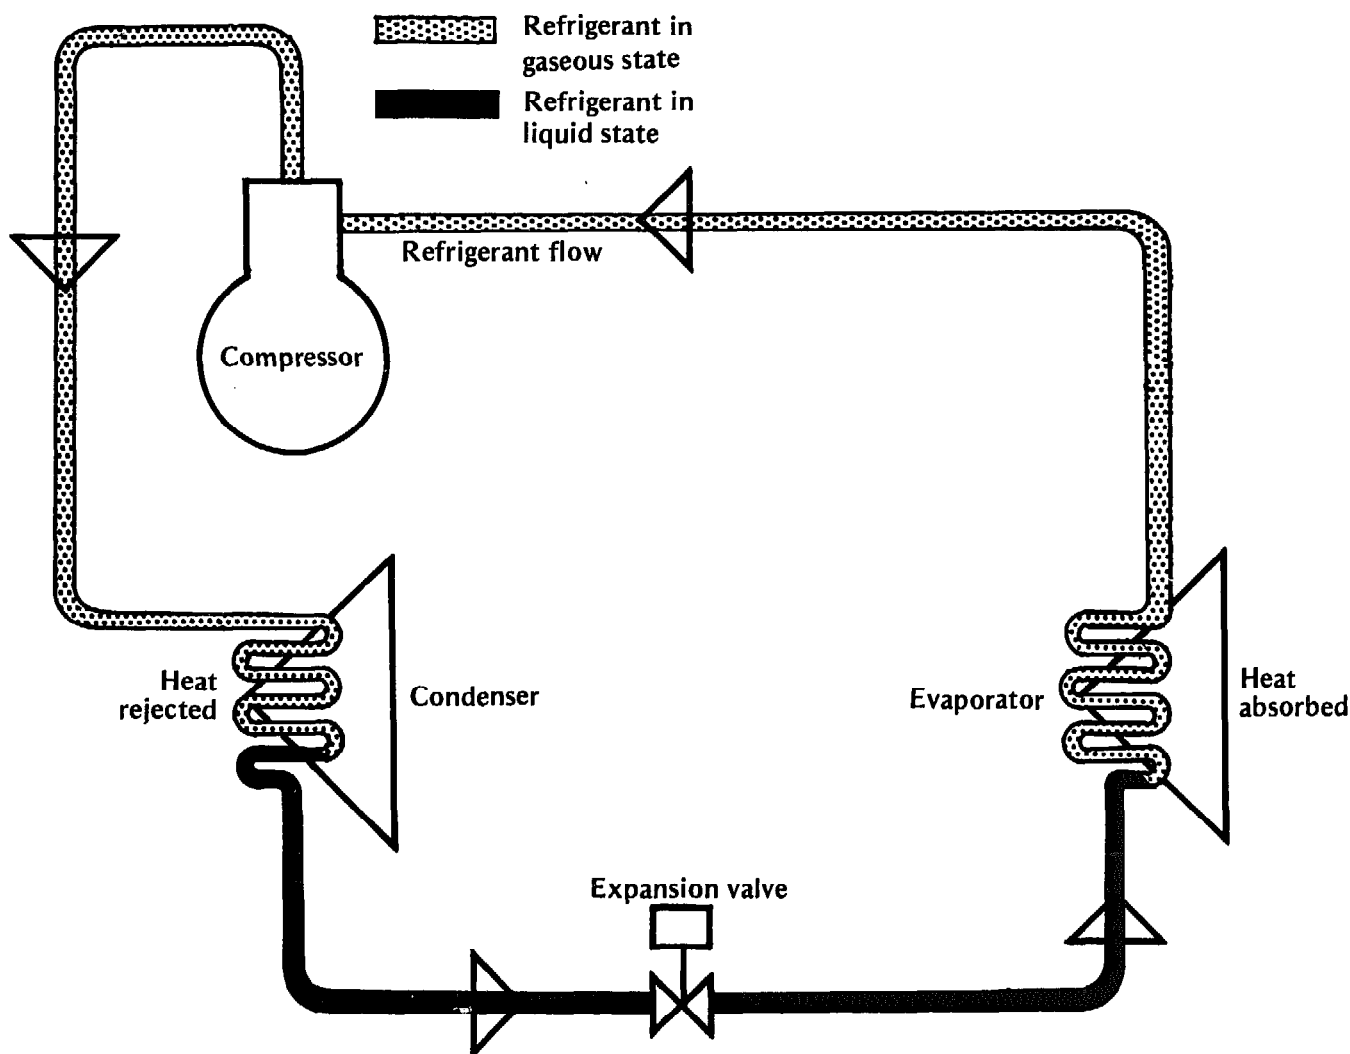 Refrigerant in
gaseous state
Refrigerant in
liquid state
Refrigerant flow
Compressor
Heat
rejected
Condenser
Evaporator
Heat
absorbed
Expansion valve